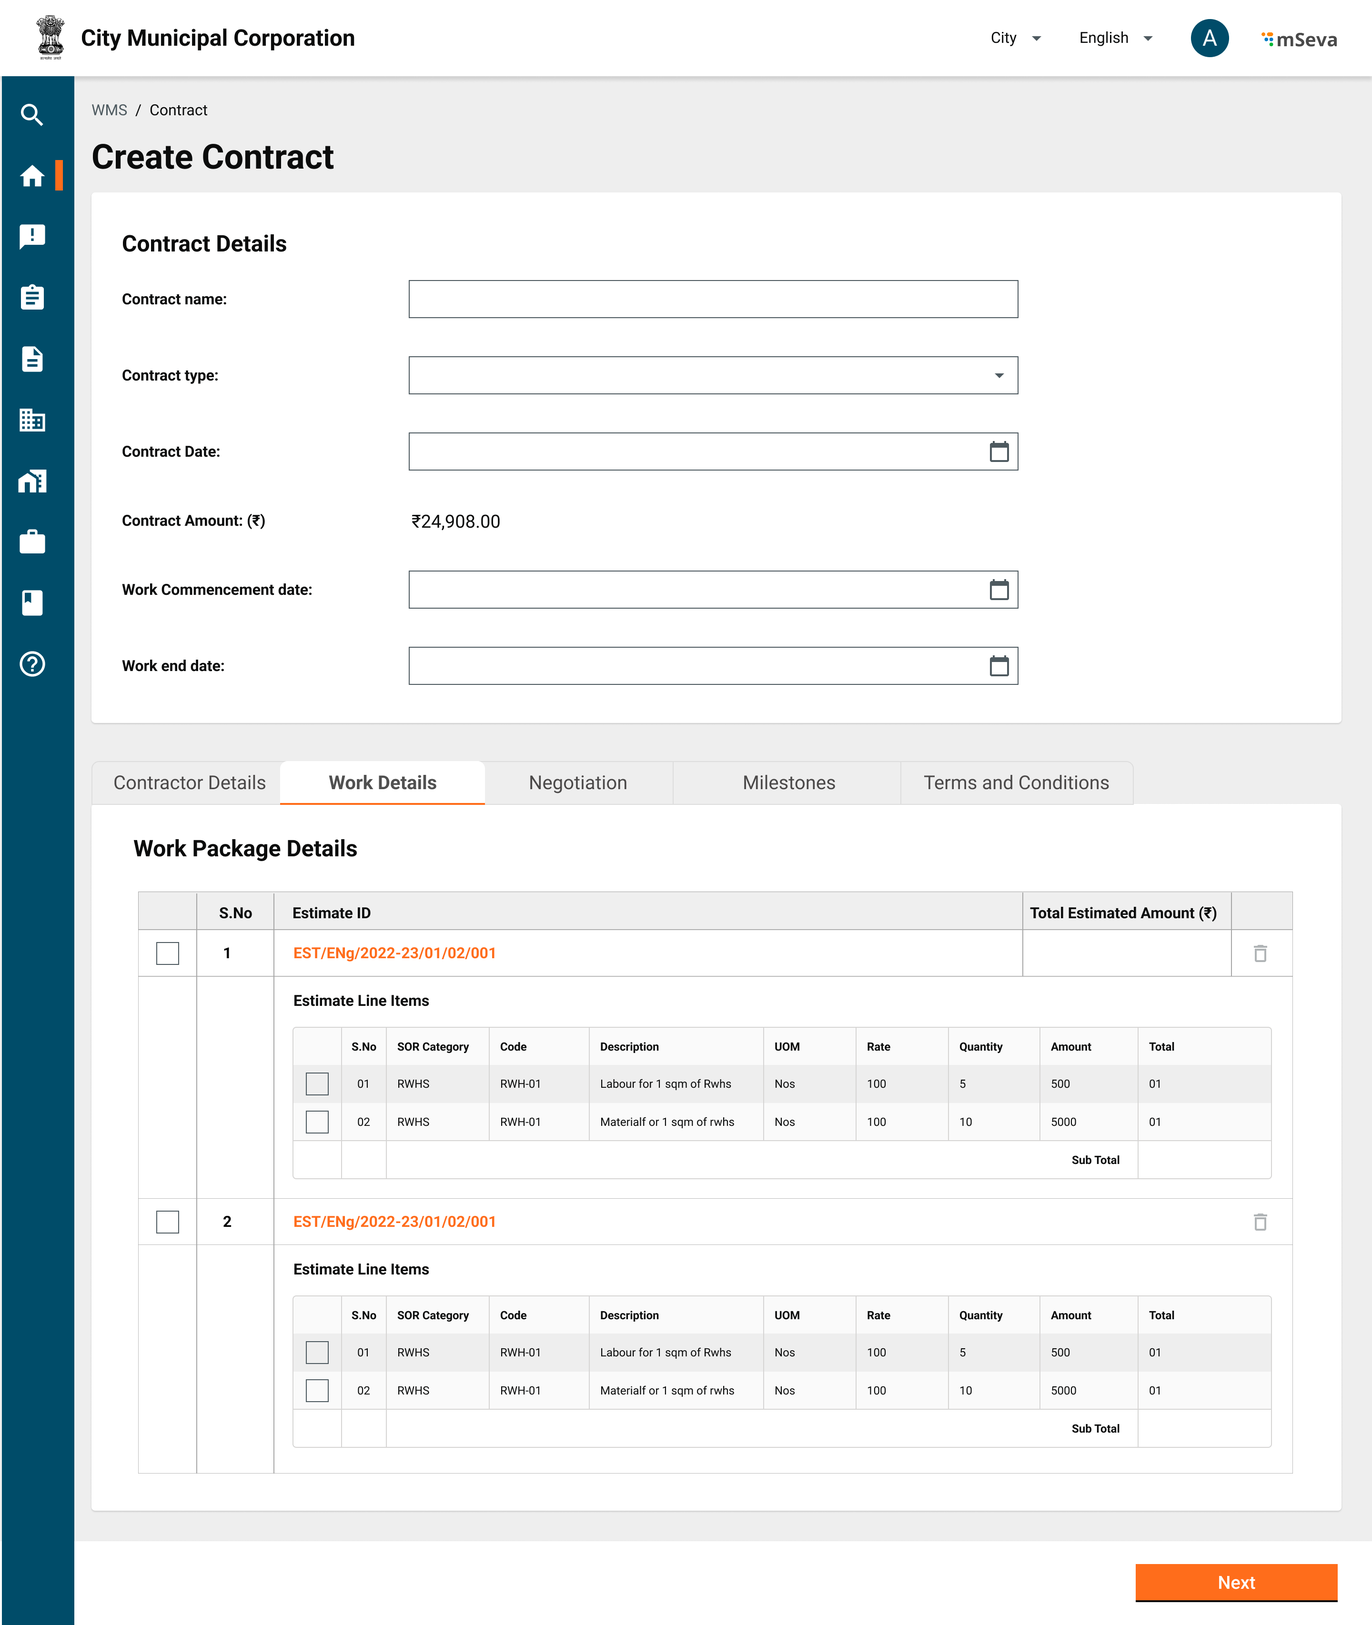 City Municipal Corporation
City
English
A
mSeva
WMS / Contract
Create Contract
Contract Details
Contract name:
Contract type:
Contract Date:
Contract Amount: (₹) ₹24,908.00
Work Commencement date:
Work end date:
Contractor Details Work Details Negotiation Milestones Terms and Conditions
Work Package Details
S.No Estimate ID Total Estimated Amount (₹)
1 EST/ENg/2022-23/01/02/001
Estimate Line Items
S.No SOR Category Code Description UOM Rate Quantity Amount Total
01 RWHS RWH-01 Labour for 1 sqm of Rwhs Nos 100 5 500 01
02 RWHS RWH-01 Materialf or 1 sqm of rwhs Nos 100 10 5000 01
Sub Total
2 EST/ENg/2022-23/01/02/001
Estimate Line Items
S.No SOR Category Code Description UOM Rate Quantity Amount Total
01 RWHS RWH-01 Labour for 1 sqm of Rwhs Nos 100 5 500 01
02 RWHS RWH-01 Materialf or 1 sqm of rwhs Nos 100 10 5000 01
Sub Total
Next